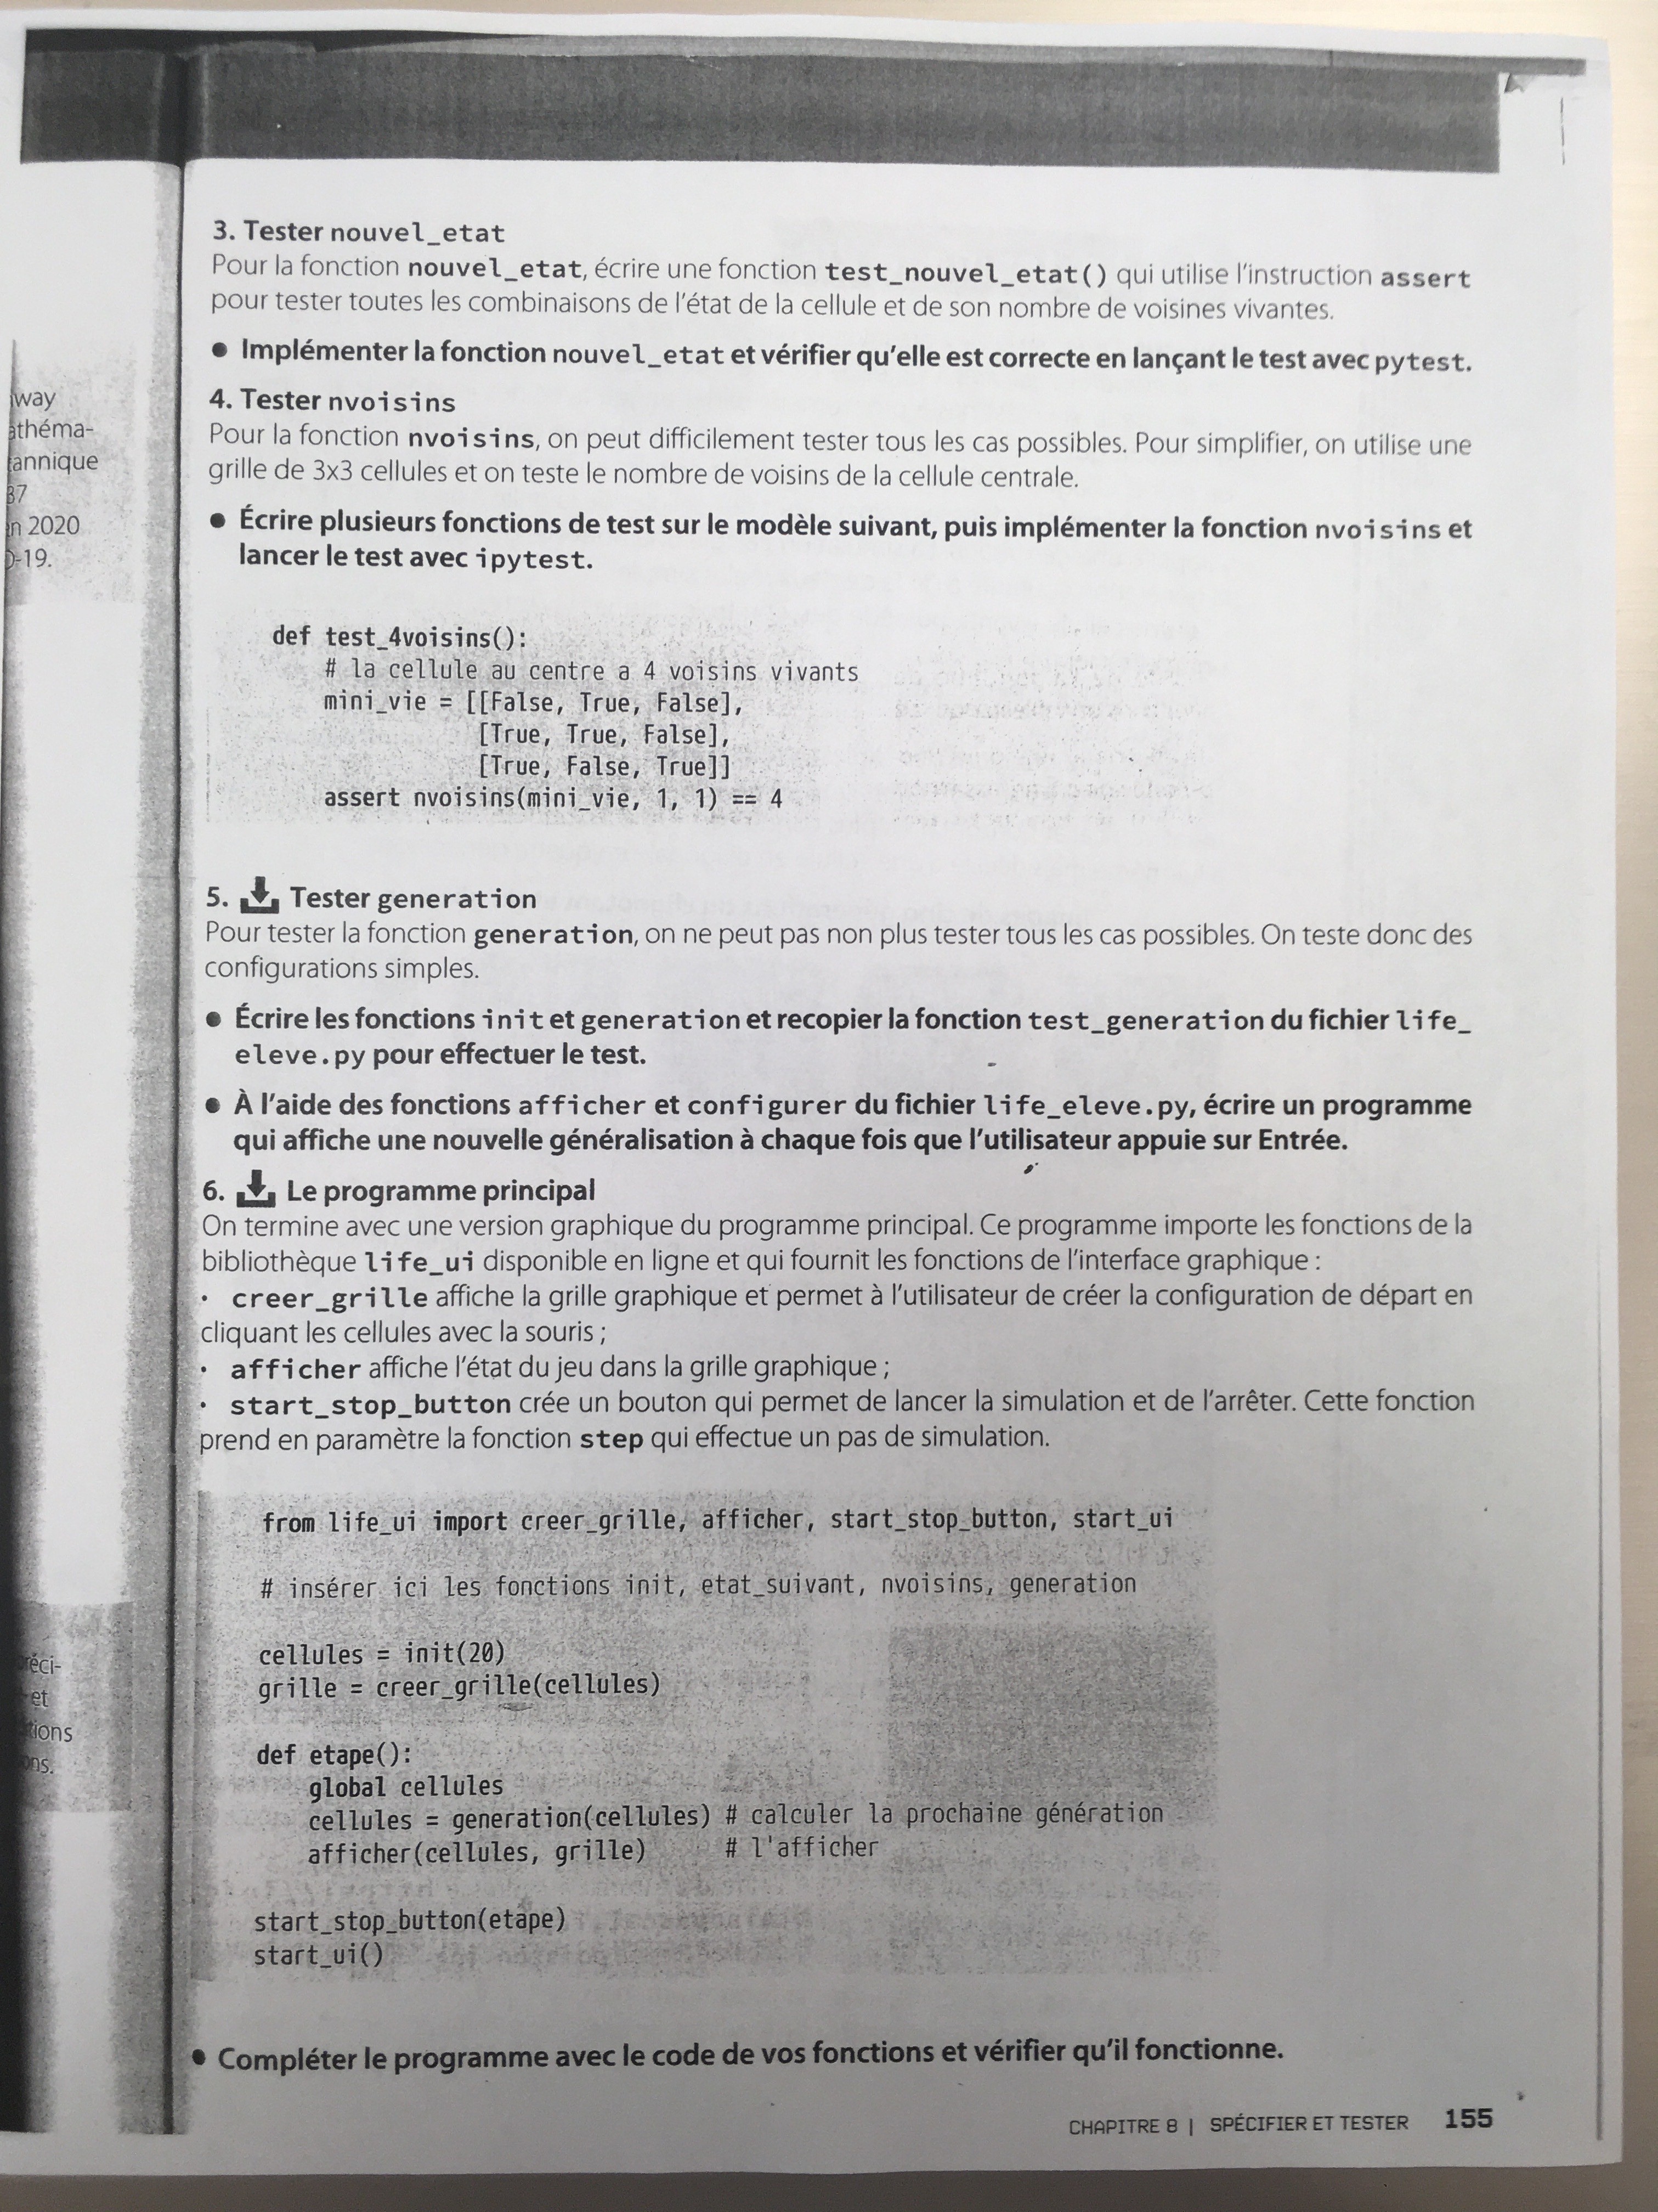 way
athéma-
annique
37
en 2020
D-19.
réci-
et
tions
ons.
3. Tester nouvel_etat
Pour la fonction nouvel_etat, écrire une fonction test_nouvel_etat() qui utilise l'instruction assert
pour tester toutes les combinaisons de l'état de la cellule et de son nombre de voisines vivantes.
● Implémenter la fonction nouvel_etat et vérifier qu'elle est correcte en lançant le test avec pytest.
4. Tester nvoisins
Pour la fonction nvoisins, on peut difficilement tester tous les cas possibles. Pour simplifier, on utilise une
grille de 3x3 cellules et on teste le nombre de voisins de la cellule centrale.
● Écrire plusieurs fonctions de test sur le modèle suivant, puis implémenter la fonction nvoisins et
lancer le test avec ipytest.
def test_4voisins():
# la cellule au centre a 4 voisins vivants
mini_vie = [[False, True, False],
[True, True, False],
[True, False, True]]
assert nvoisins(mini_vie, 1, 1) == 4
5. Tester generation
Pour tester la fonction generation, on ne peut pas non plus tester tous les cas possibles. On teste donc des
configurations simples.
● Écrire les fonctions init et generation et recopier la fonction test_generation du fichier life_
eleve.py pour effectuer le test.
● À l'aide des fonctions afficher et configurer du fichier life_eleve.py, écrire un programme
qui affiche une nouvelle généralisation à chaque fois que l'utilisateur appuie sur Entrée.
6. Le programme principal
On termine avec une version graphique du programme principal. Ce programme importe les fonctions de la
bibliothèque life_ui disponible en ligne et qui fournit les fonctions de l'interface graphique :
· creer_grille affiche la grille graphique et permet à l'utilisateur de créer la configuration de départ en
cliquant les cellules avec la souris ;
· afficher affiche l'état du jeu dans la grille graphique ;
· start_stop_button crée un bouton qui permet de lancer la simulation et de l'arrêter. Cette fonction
prend en paramètre la fonction step qui effectue un pas de simulation.
from life_ui import creer_grille, afficher, start_stop_button, start_ui
# insérer ici les fonctions init, etat_suivant, nvoisins, generation
cellules = init(20)
grille = creer_grille(cellules)
def etape():
global cellules
cellules = generation(cellules) # calculer la prochaine génération
afficher(cellules, grille) # l'afficher
start_stop_button(etape)
start_ui()
● Compléter le programme avec le code de vos fonctions et vérifier qu'il fonctionne.
CHAPITRE 8 | SPÉCIFIER ET TESTER 155